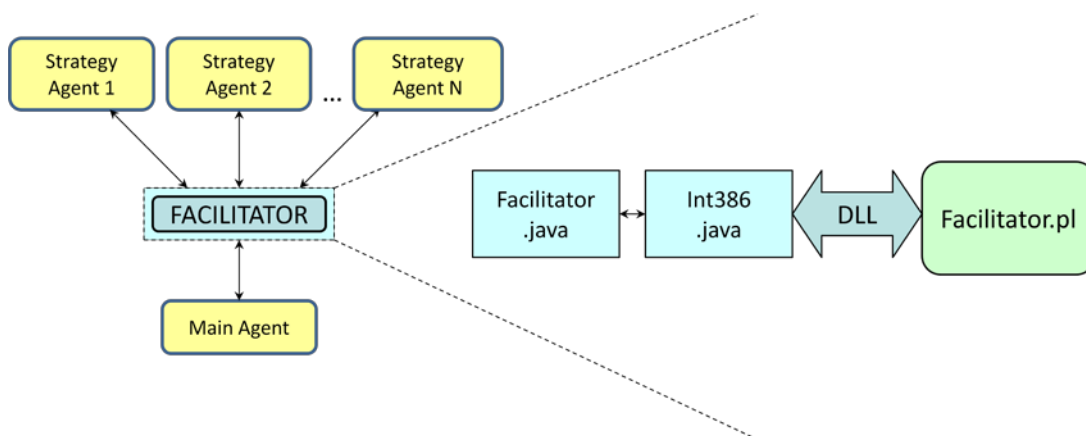 Strategy
Agent 1
Strategy
Agent 2
...
Strategy
Agent N
FACILITATOR
Main Agent
Facilitator
.java
Int386
.java
DLL
Facilitator.pl